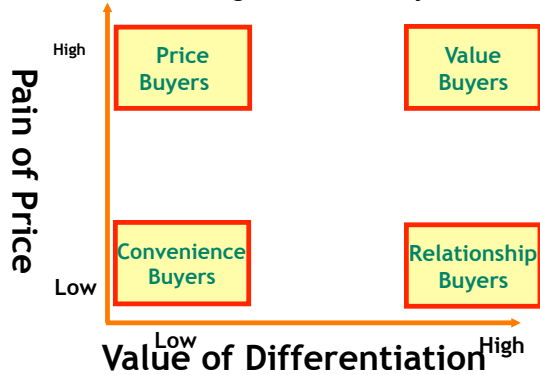 High
Price
Buyers
Value
Buyers
Pain of Price
Convenience
Buyers
Relationship
Buyers
Low
Low
High
Value of Differentiation